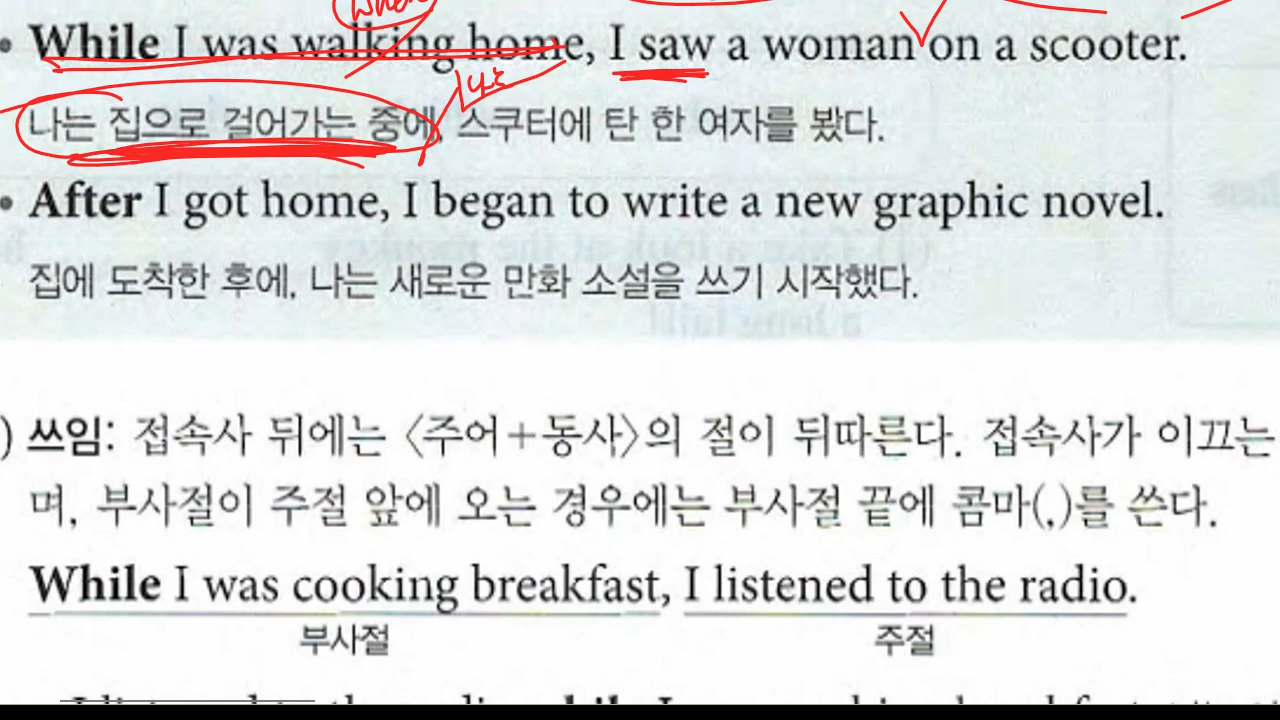 • While I was walking home, I saw a woman on a scooter.
나는 집으로 걸어가는 중에, 스쿠터에 탄 한 여자를 봤다.
• After I got home, I began to write a new graphic novel.
집에 도착한 후에, 나는 새로운 만화 소설을 쓰기 시작했다.
) 쓰임: 접속사 뒤에는 〈주어+동사〉의 절이 뒤따른다. 접속사가 이끄는
며, 부사절이 주절 앞에 오는 경우에는 부사절 끝에 콤마(,)를 쓴다.
While I was cooking breakfast, I listened to the radio.
부사절 주절